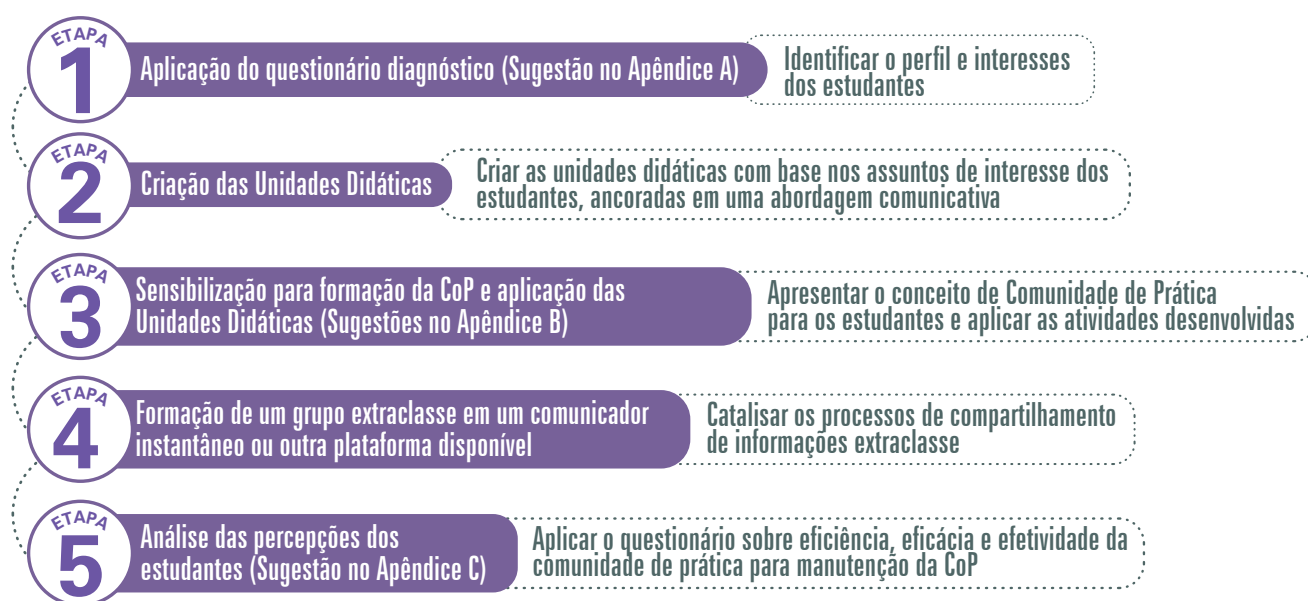 ETAPA
1
Aplicação do questionário diagnóstico (Sugestão no Apêndice A)
Identificar o perfil e interesses
dos estudantes
ETAPA
2
Criação das Unidades Didáticas
Criar as unidades didáticas com base nos assuntos de interesse dos
estudantes, ancoradas em uma abordagem comunicativa
ETAPA
3
Sensibilização para formação da CoP e aplicação das
Unidades Didáticas (Sugestões no Apêndice B)
Apresentar o conceito de Comunidade de Prática
para os estudantes e aplicar as atividades desenvolvidas
ETAPA
4
Formação de um grupo extraclasse em um comunicador
instantâneo ou outra plataforma disponível
Catalisar os processos de compartilhamento
de informações extraclasse
ETAPA
5
Análise das percepções dos
estudantes (Sugestão no Apêndice C)
Aplicar o questionário sobre eficiência, eficácia e efetividade da
comunidade de prática para manutenção da CoP